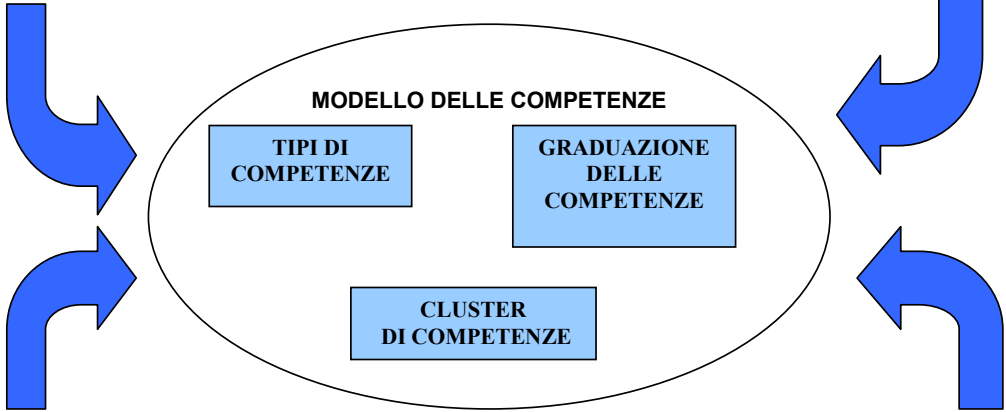 MODELLO DELLE COMPETENZE
TIPI DI
COMPETENZE
GRADUAZIONE
DELLE
COMPETENZE
CLUSTER
DI COMPETENZE